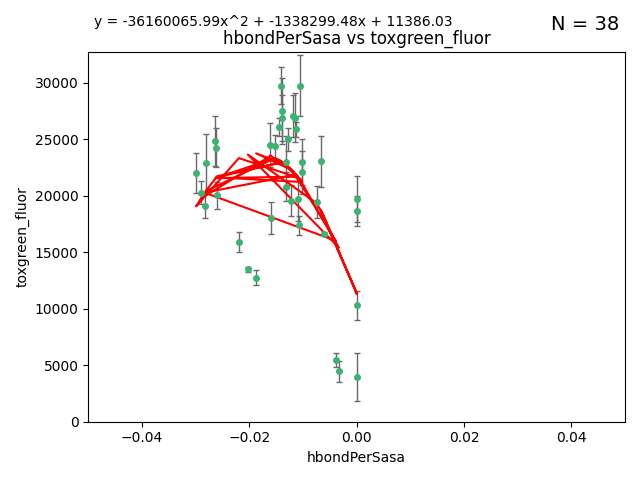 y = -36160065.99x^2 + -1338299.48x + 11386.03
N = 38
hbondPerSasa vs toxgreen_fluor
toxgreen_fluor
30000
25000
20000
15000
10000
5000
0
−0.04
−0.02
0.00
0.02
0.04
hbondPerSasa